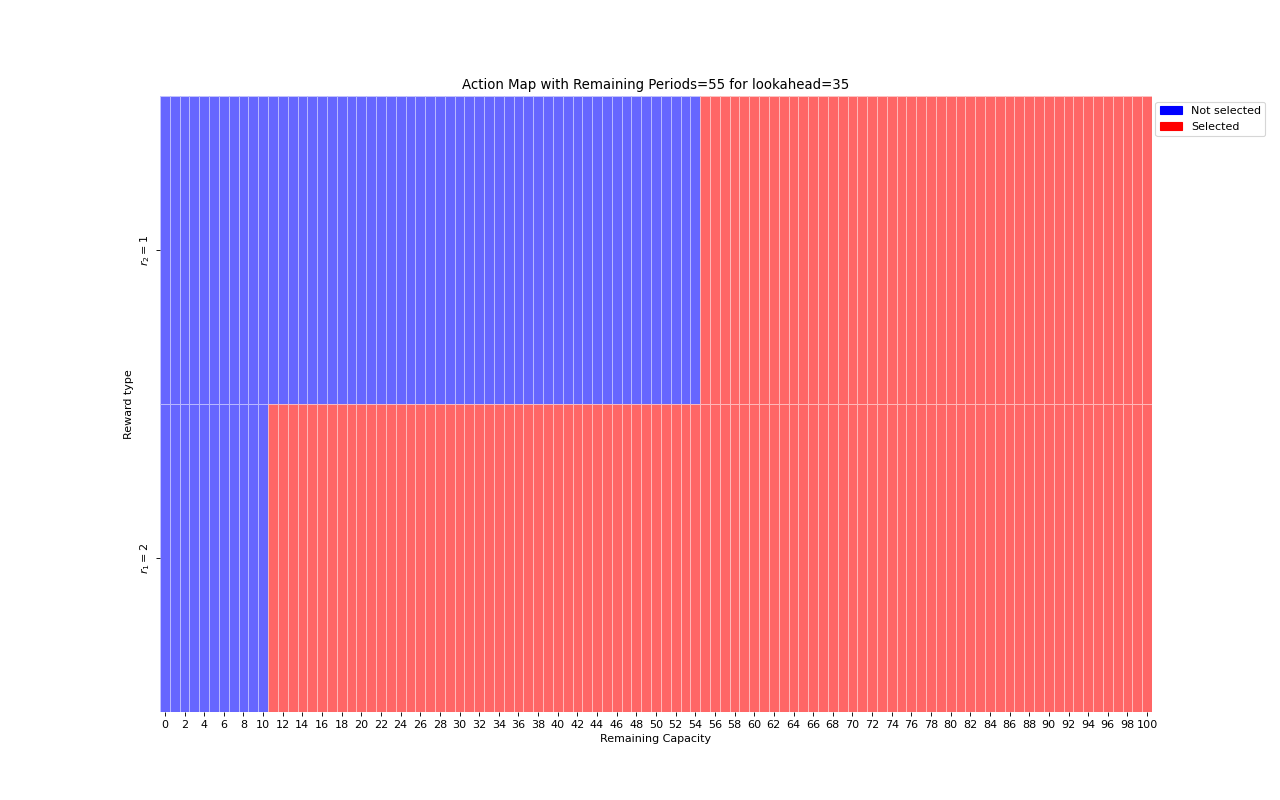 Action Map with Remaining Periods=55 for lookahead=35
Not selected
Selected
r₂ = 1
Reward type
r₁ = 2
0 2 4 6 8 10 12 14 16 18 20 22 24 26 28 30 32 34 36 38 40 42 44 46 48 50 52 54 56 58 60 62 64 66 68 70 72 74 76 78 80 82 84 86 88 90 92 94 96 98 100
Remaining Capacity